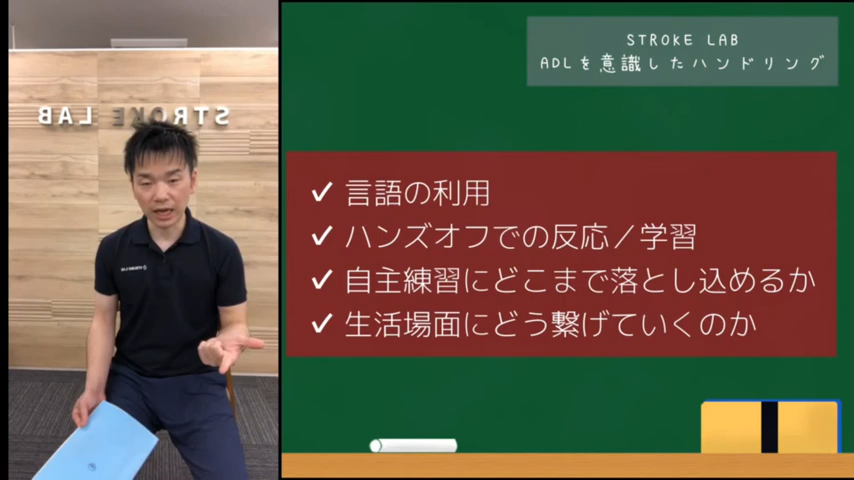 STROKE LAB
ADLを意識したハンドリング
STROKE LAB
✓ 言語の利用
✓ ハンズオフでの反応／学習
✓ 自主練習にどこまで落とし込めるか
✓ 生活場面にどう繋げていくのか